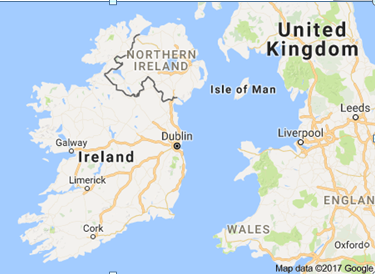 United
Kingdom
NORTHERN
IRELAND
Isle of Man
Leeds
Dublin
Liverpool
Galway
Ireland
Limerick
ENGLAN
Cork
WALES
Oxford
Map data ©2017 Google